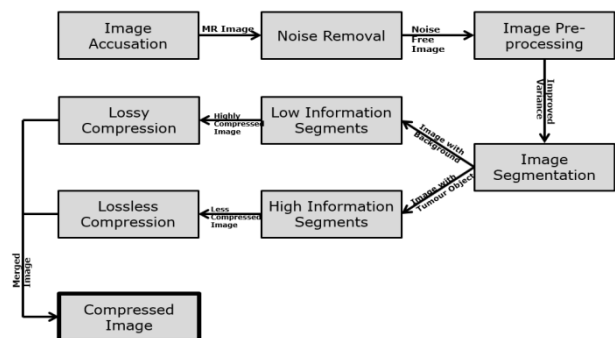 Image
Accusation
MR Image
Noise Removal
Noise
Free
Image
Image Pre-
processing
Improved
Variance
Lossy
Compression
Highly
Compressed
Image
Low Information
Segments
Image with
Background
Image
Segmentation
Lossless
Compression
Less
Compressed
Image
High Information
Segments
Image with
Tumour Object
Merged
Image
Compressed
Image